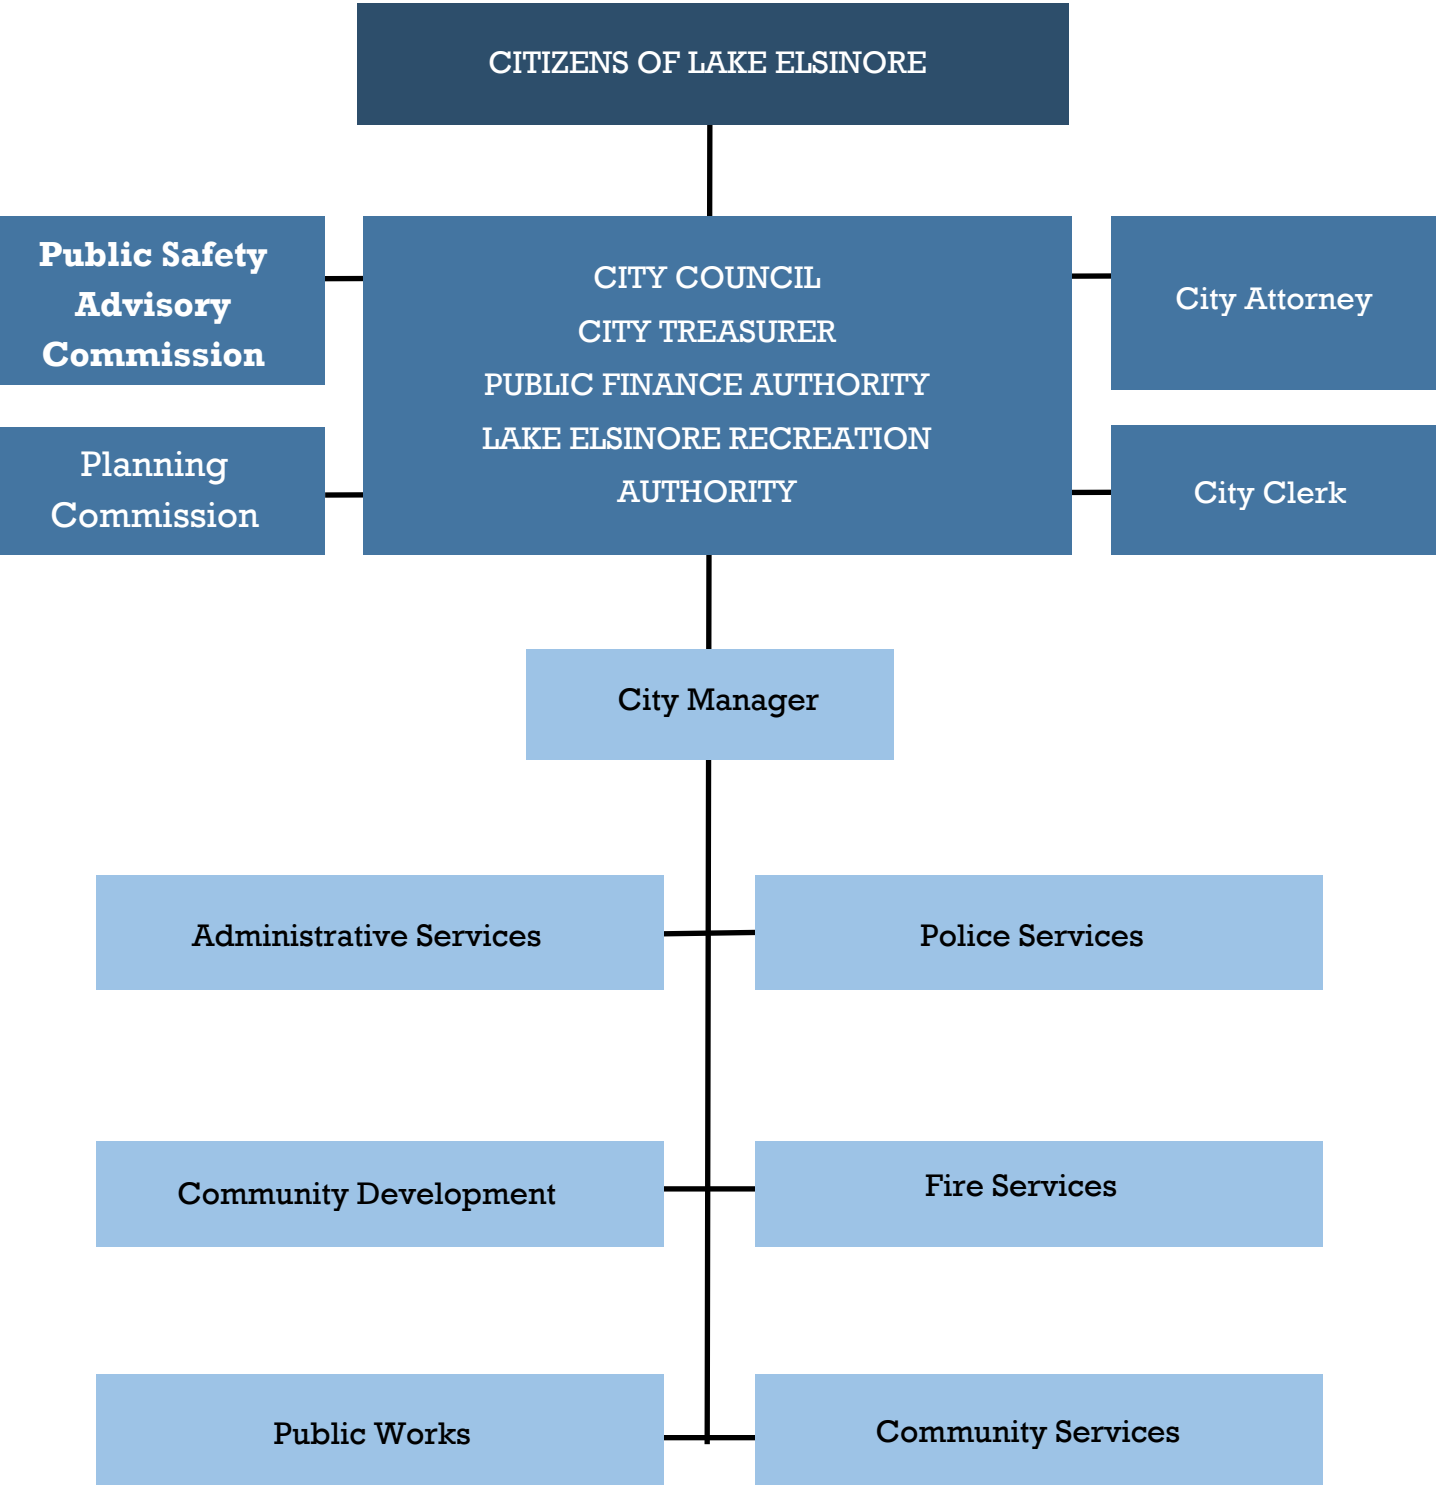 CITIZENS OF LAKE ELSINORE
Public Safety
Advisory
Commission
CITY COUNCIL
CITY TREASURER
PUBLIC FINANCE AUTHORITY
LAKE ELSINORE RECREATION
AUTHORITY
City Attorney
Planning
Commission
City Clerk
City Manager
Administrative Services
Police Services
Community Development
Fire Services
Public Works
Community Services